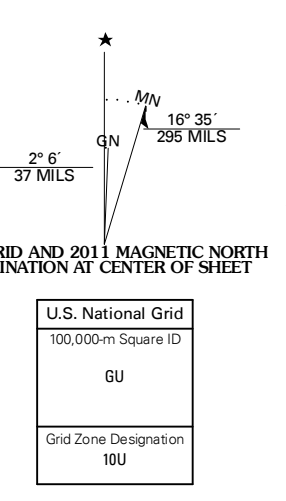 MN
16° 35´
295 MILS
GN
2° 6´
37 MILS
RID AND 2011 MAGNETIC NORTH
INATION AT CENTER OF SHEET
U.S. National Grid
100,000-m Square ID
GU
Grid Zone Designation
10U